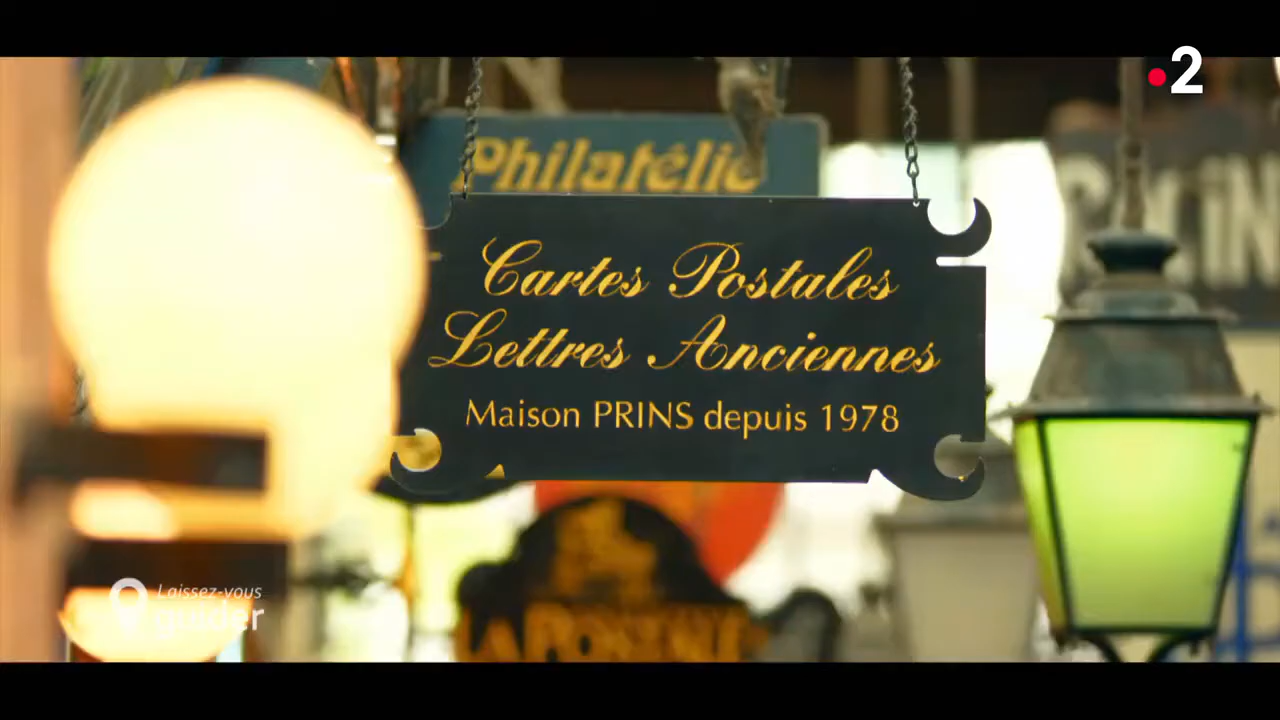 2
Philatélie
Cartes Postales
Lettres Anciennes
Maison PRINS depuis 1978
Laissez-vous
guider